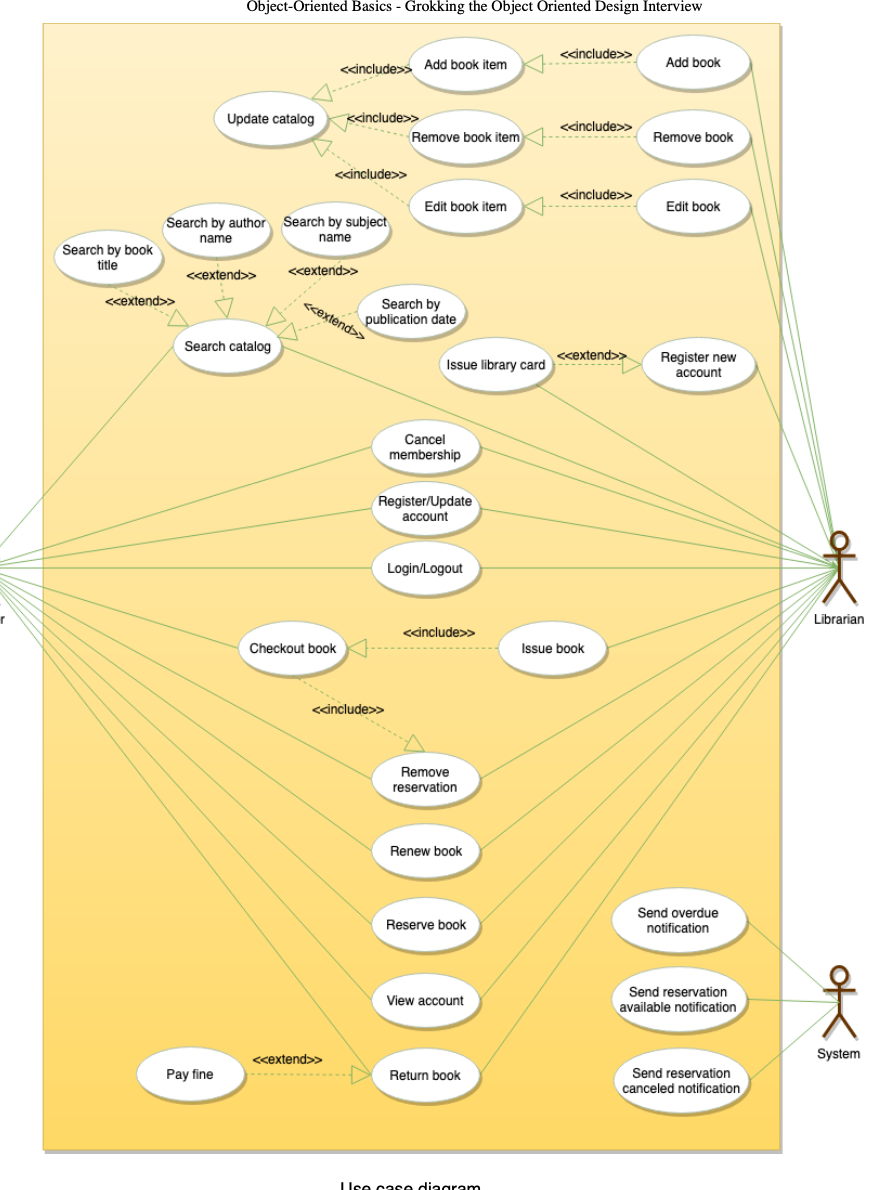 Object-Oriented Basics - Grokking the Object Oriented Design Interview
<<include>>
Add book item
<<include>>
Add book
Update catalog
<<include>>
Remove book item
<<include>>
Remove book
<<include>>
Edit book item
<<include>>
Edit book
Search by book
title
Search by author
name
Search by subject
name
<<extend>>
<<extend>>
<<extend>>
<<extend>>
Search by
publication date
Search catalog
Issue library card
<<extend>>
Register new
account
Cancel
membership
Register/Update
account
Login/Logout
r
Librarian
Checkout book
<<include>>
Issue book
<<include>>
Remove
reservation
Renew book
Reserve book
View account
Pay fine
<<extend>>
Return book
Send overdue
notification
Send reservation
available notification
Send reservation
canceled notification
System
Use case diagram